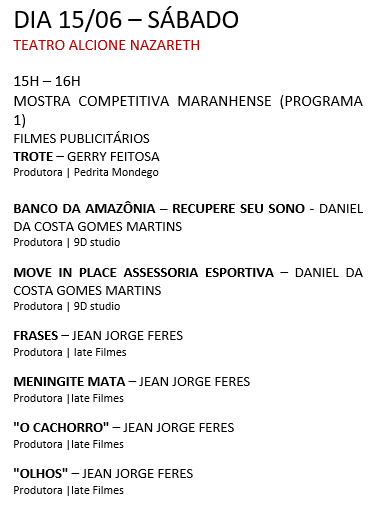 DIA 15/06 – SÁBADO
TEATRO ALCIONE NAZARETH
15H – 16H
MOSTRA COMPETITIVA MARANHENSE (PROGRAMA
1)
FILMES PUBLICITÁRIOS
TROTE – GERRY FEITOSA
Produtora | Pedrita Mondego
BANCO DA AMAZÔNIA – RECUPERE SEU SONO - DANIEL
DA COSTA GOMES MARTINS
Produtora | 9D studio
MOVE IN PLACE ASSESSORIA ESPORTIVA – DANIEL DA
COSTA GOMES MARTINS
Produtora | 9D studio
FRASES – JEAN JORGE FERES
Produtora | Iate Filmes
MENINGITE MATA – JEAN JORGE FERES
Produtora |Iate Filmes
"O CACHORRO" – JEAN JORGE FERES
Produtora |Iate Filmes
"OLHOS" – JEAN JORGE FERES
Produtora |Iate Filmes